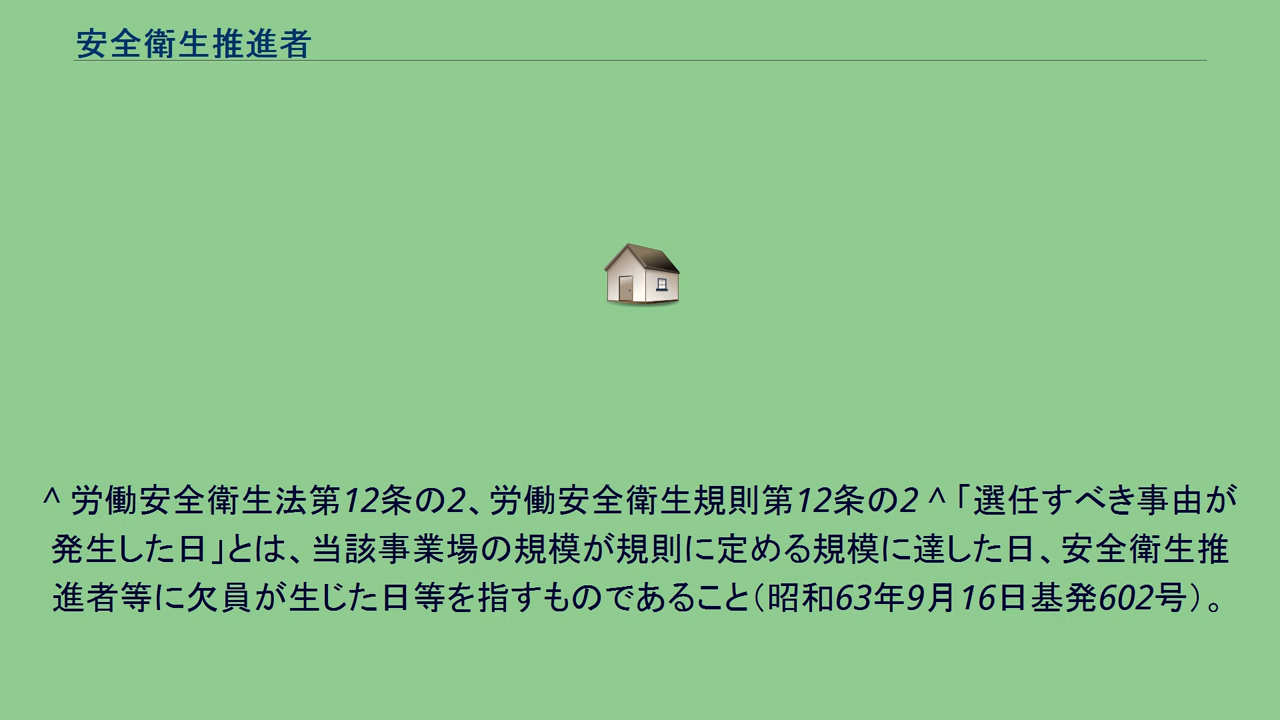 安全衛生推進者
^ 労働安全衛生法第12条の2、労働安全衛生規則第12条の2 ^ 「選任すべき事由が
発生した日」とは、当該事業場の規模が規則に定める規模に達した日、安全衛生推
進者等に欠員が生じた日等を指すものであること（昭和63年9月16日基発602号）。